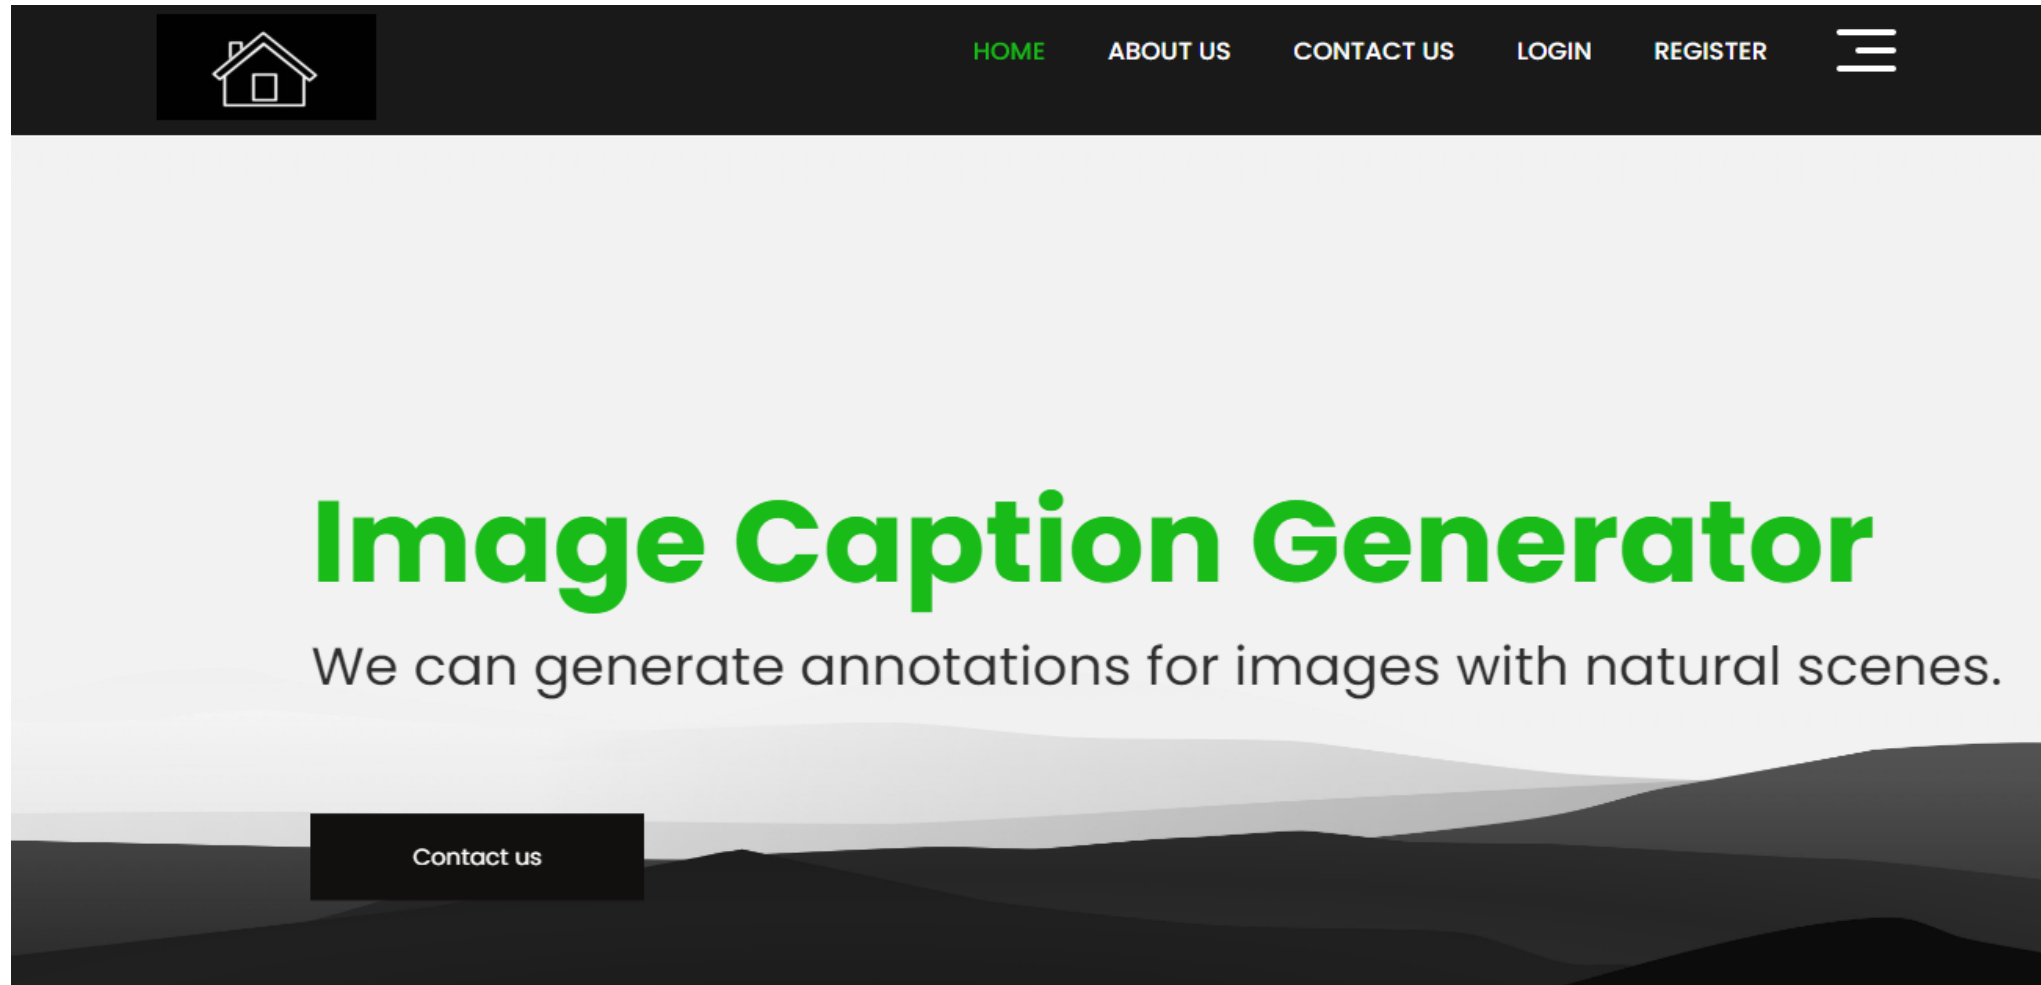 HOME ABOUT US CONTACT US LOGIN REGISTER
Image Caption Generator
We can generate annotations for images with natural scenes.
Contact us